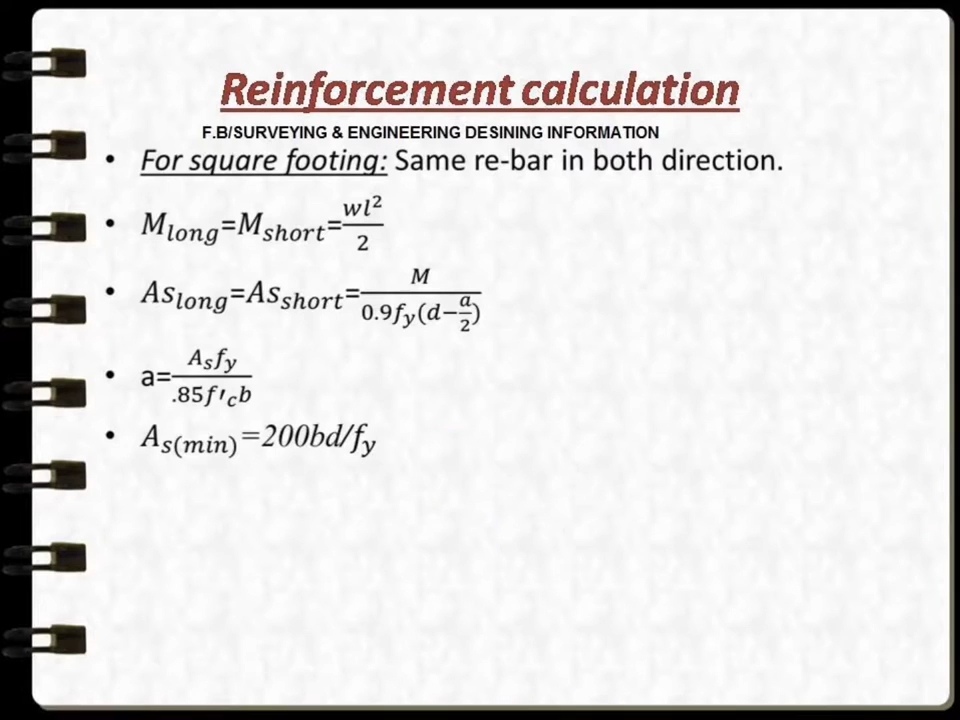 Reinforcement calculation
F.B/SURVEYING & ENGINEERING DESINING INFORMATION
• For square footing: Same re-bar in both direction.
• M_long=M_short=wl²/2
• As_long=As_short=M/0.9f_y(d−a/2)
• a=A_sf_y/.85f′_cb
• A_s(min)=200bd/f_y